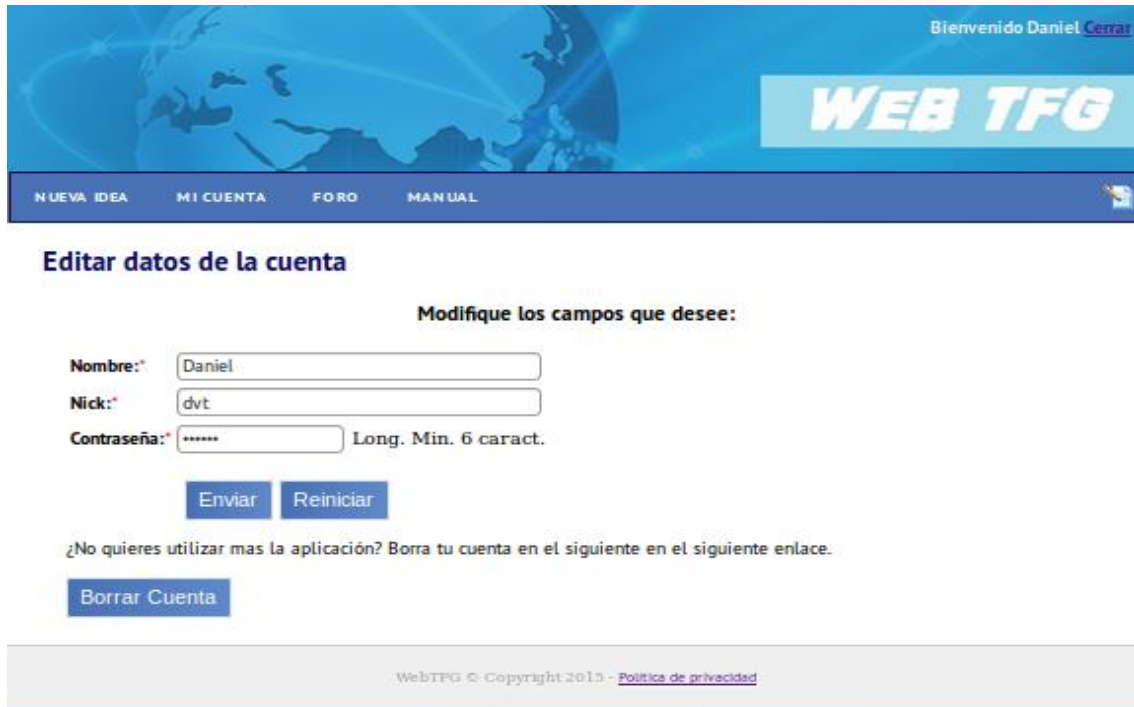 Bienvenido Daniel Cerrar
WEB TFG
NUEVA IDEA MI CUENTA FORO MANUAL
Editar datos de la cuenta
Modifique los campos que desee:
Nombre:* Daniel
Nick:* dvt
Contraseña:* •••••• Long. Min. 6 caract.
Enviar Reiniciar
¿No quieres utilizar mas la aplicación? Borra tu cuenta en el siguiente en el siguiente enlace.
Borrar Cuenta
WebTFG © Copyright 2015 - Política de privacidad